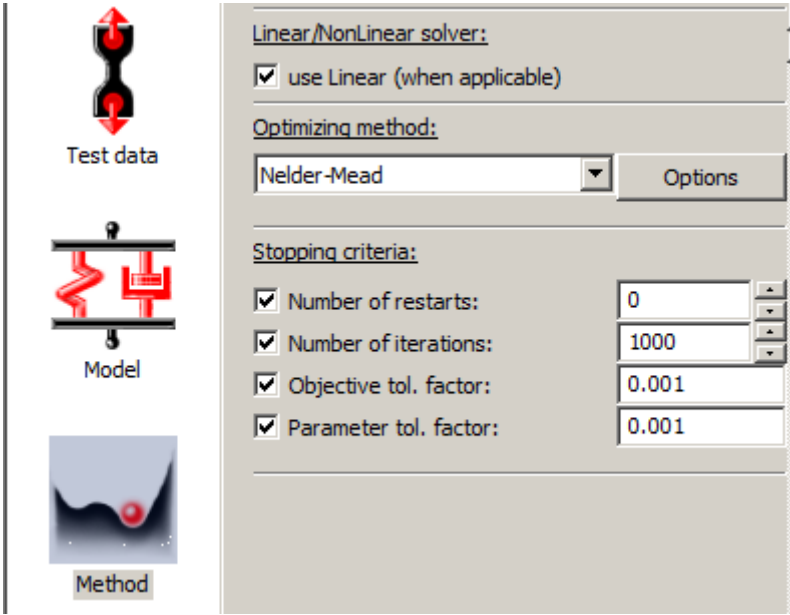 Test data
Model
Method
Linear/NonLinear solver:
use Linear (when applicable)
Optimizing method:
Nelder-Mead Options
Stopping criteria:
Number of restarts: 0
Number of iterations: 1000
Objective tol. factor: 0.001
Parameter tol. factor: 0.001